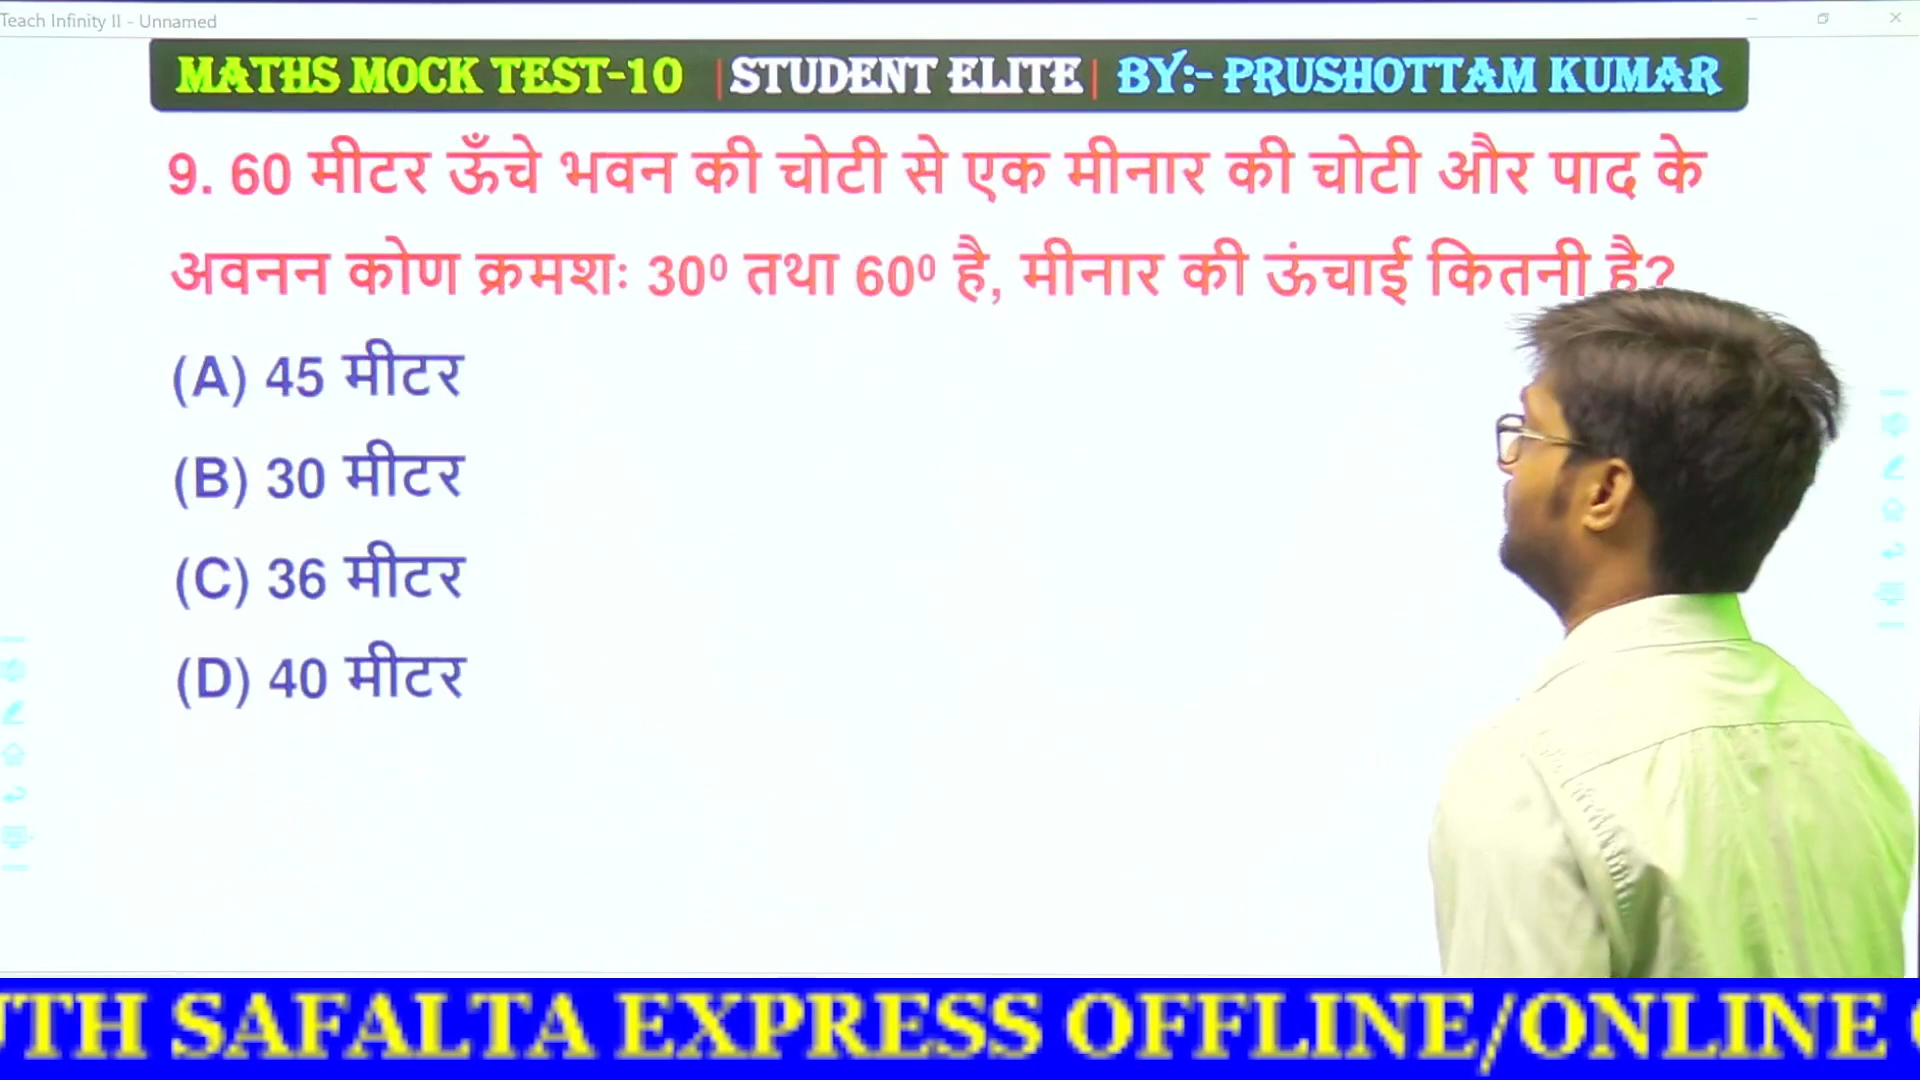 Teach Infinity II - Unnamed
MATHS MOCK TEST-10 | STUDENT ELITE | BY:- PRUSHOTTAM KUMAR
9. 60 मीटर ऊँचे भवन की चोटी से एक मीनार की चोटी और पाद के
अवनन कोण क्रमशः 30⁰ तथा 60⁰ है, मीनार की ऊंचाई कितनी है?
(A) 45 मीटर
(B) 30 मीटर
(C) 36 मीटर
(D) 40 मीटर
UTH SAFALTA EXPRESS OFFLINE/ONLINE